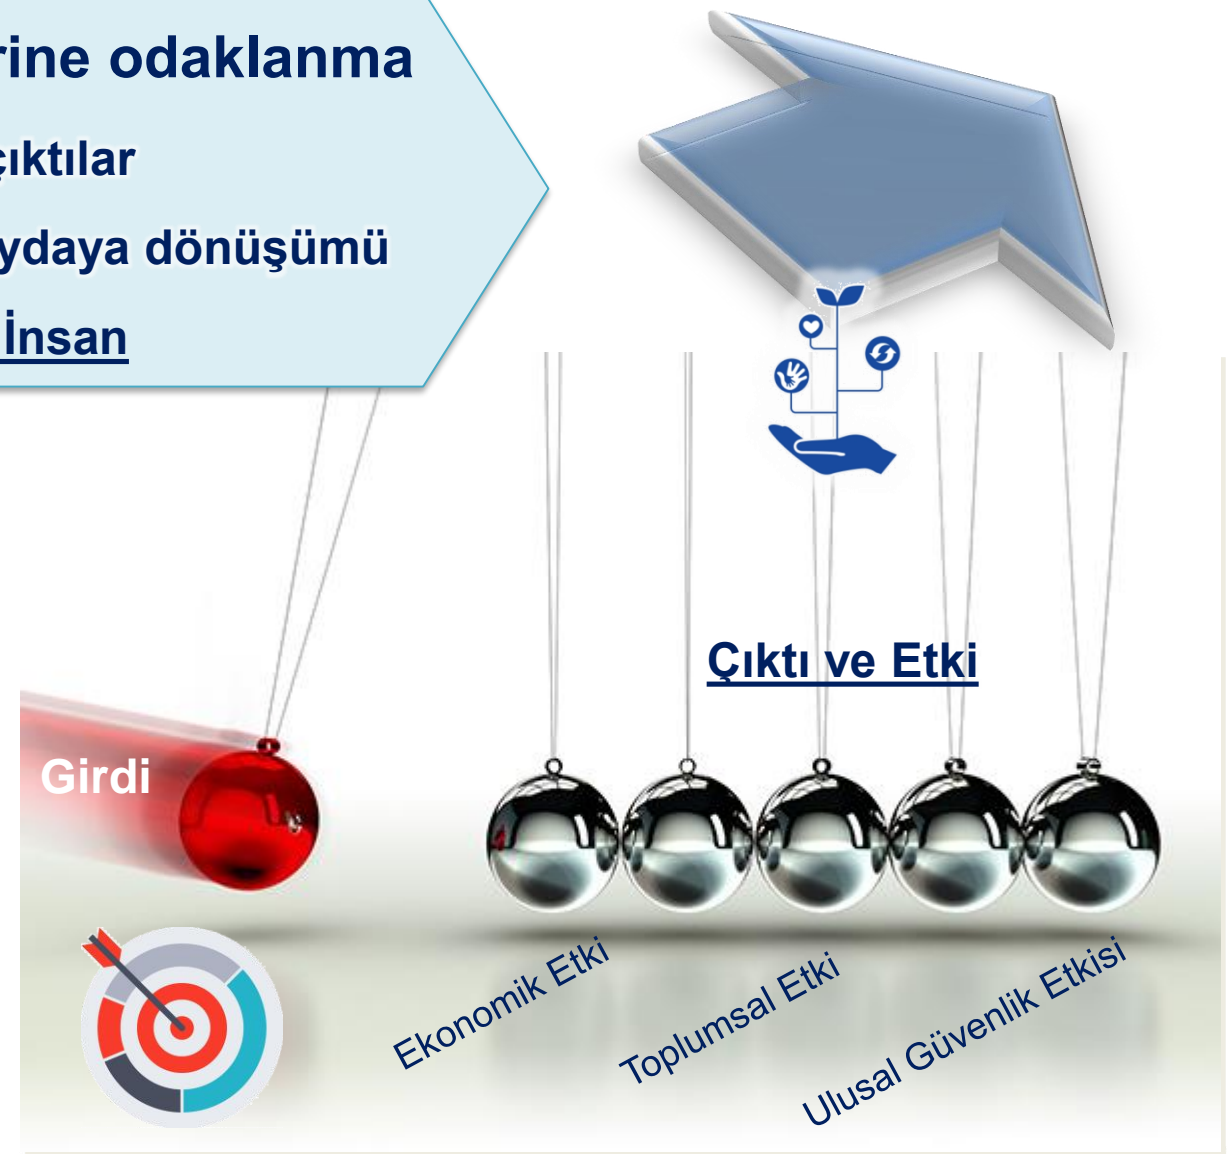 rine odaklanma
çıktılar
ydaya dönüşümü
İnsan
Çıktı ve Etki
Girdi
Ekonomik Etki
Toplumsal Etki
Ulusal Güvenlik Etkisi